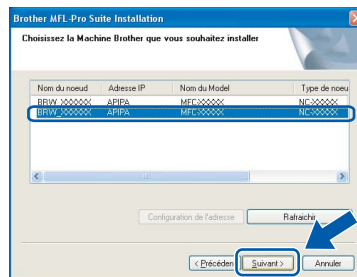 Brother MFL-Pro Suite Installation
Choisissez la Machine Brother que vous souhaitez installer
Nom du noeud Adresse IP Nom du Model Type de noeu
BRW_XXXXXX APIPA MFC-XXXXX NC-XXXXX
BRW_XXXXXX APIPA MFC-XXXXX NC-XXXXX
Configuration de l'adresse Rafraichir
< Précéden Suivant > Annuler